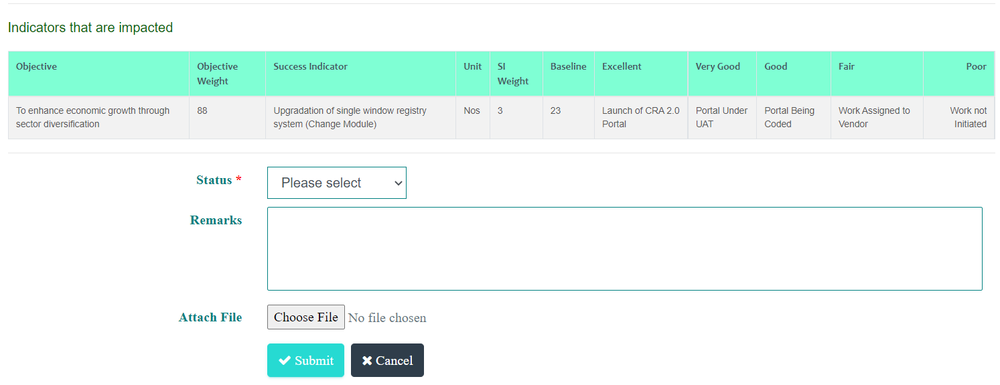 Indicators that are impacted
Objective Objective Weight Success Indicator Unit SI Weight Baseline Excellent Very Good Good Fair Poor
To enhance economic growth through sector diversification 88 Upgradation of single window registry system (Change Module) Nos 3 23 Launch of CRA 2.0 Portal Portal Under UAT Portal Being Coded Work Assigned to Vendor Work not Initiated
Status * Please select
Remarks
Attach File Choose File No file chosen
Submit Cancel